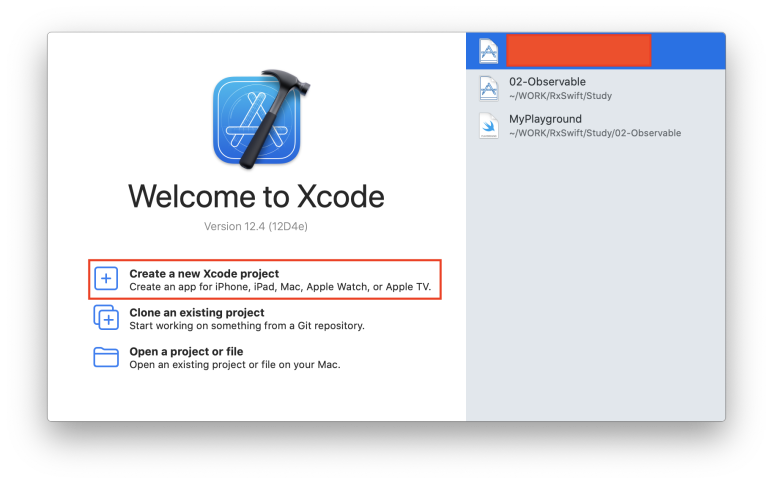 Welcome to Xcode
Version 12.4 (12D4e)
Create a new Xcode project
Create an app for iPhone, iPad, Mac, Apple Watch, or Apple TV.
Clone an existing project
Start working on something from a Git repository.
Open a project or file
Open an existing project or file on your Mac.
02-Observable
~/WORK/RxSwift/Study
MyPlayground
~/WORK/RxSwift/Study/02-Observable